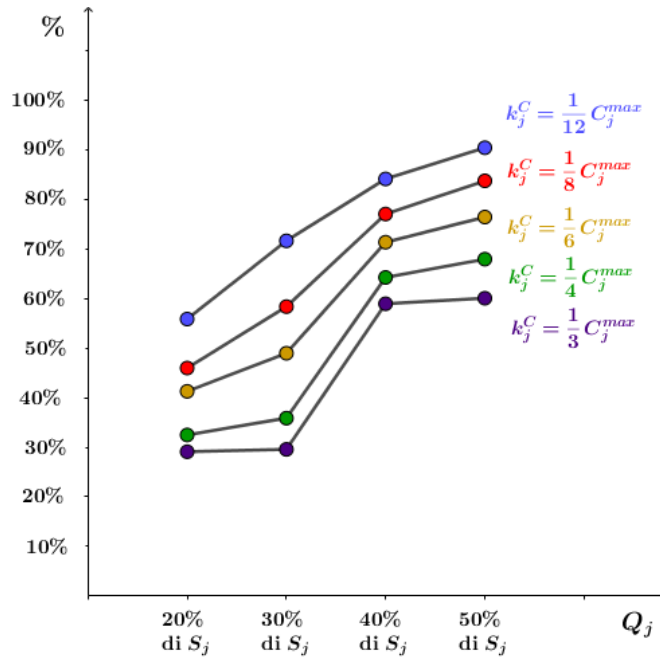 %
100%
90%
80%
70%
60%
50%
40%
30%
20%
10%
k_j^C = 1/12 C_j^{max}
k_j^C = 1/8 C_j^{max}
k_j^C = 1/6 C_j^{max}
k_j^C = 1/4 C_j^{max}
k_j^C = 1/3 C_j^{max}
20% 30% 40% 50%
di S_j di S_j di S_j di S_j
Q_j